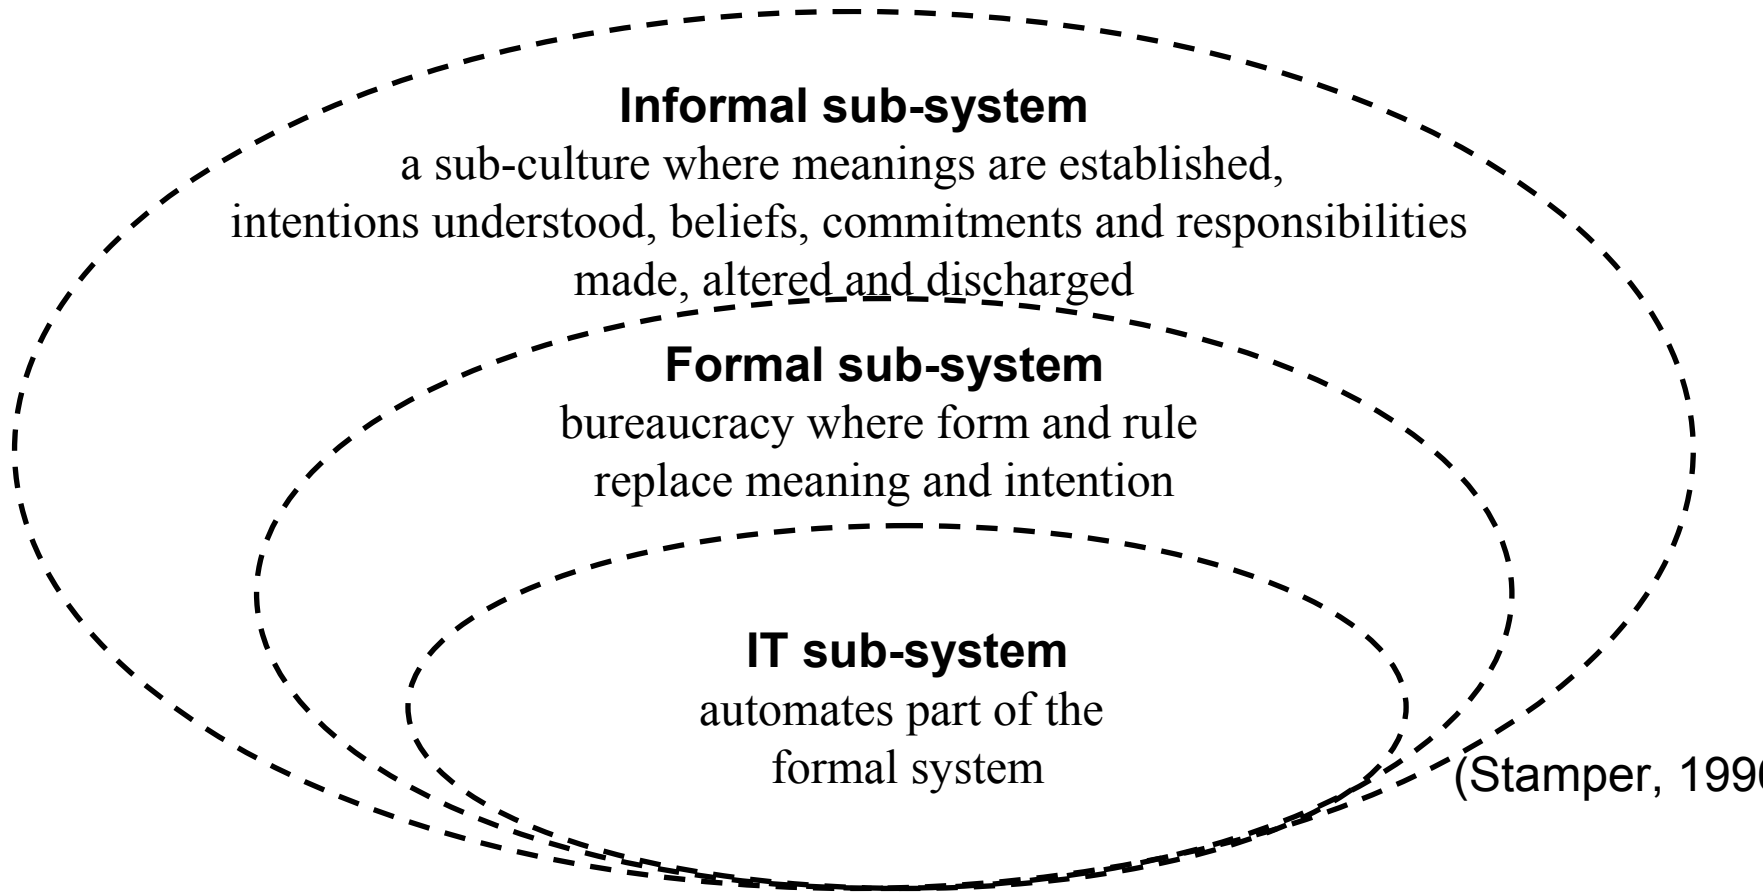 Informal sub-system
a sub-culture where meanings are established,
intentions understood, beliefs, commitments and responsibilities
made, altered and discharged
Formal sub-system
bureaucracy where form and rule
replace meaning and intention
IT sub-system
automates part of the
formal system
(Stamper,